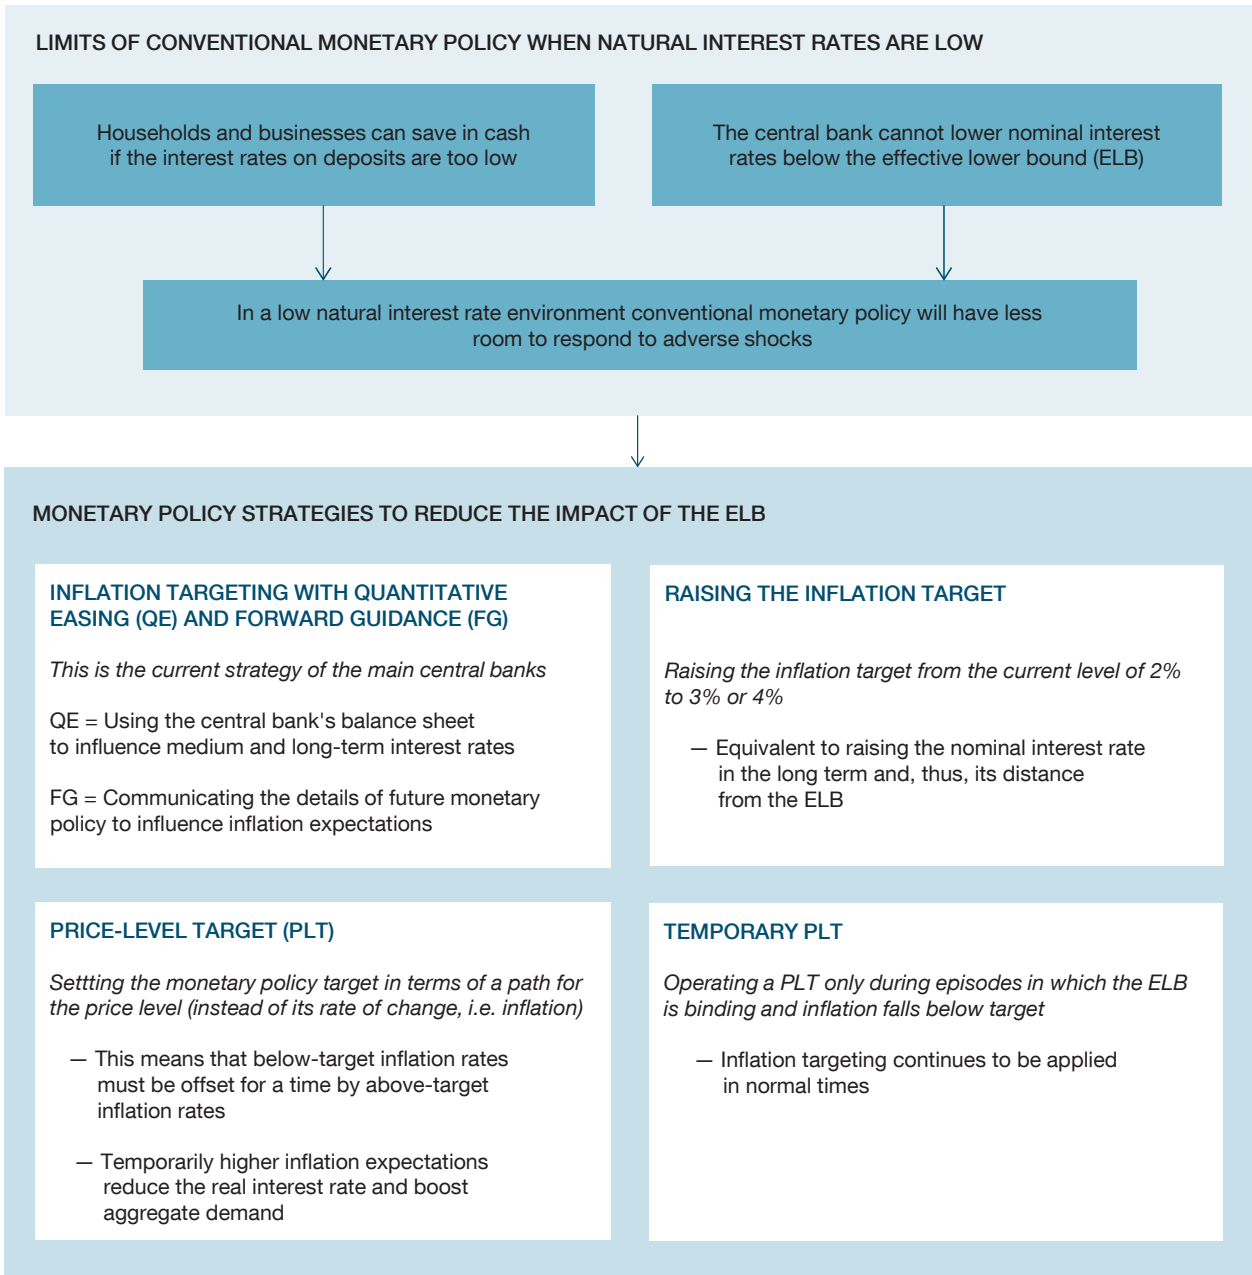 LIMITS OF CONVENTIONAL MONETARY POLICY WHEN NATURAL INTEREST RATES ARE LOW
Households and businesses can save in cash
if the interest rates on deposits are too low
The central bank cannot lower nominal interest
rates below the effective lower bound (ELB)
In a low natural interest rate environment conventional monetary policy will have less
room to respond to adverse shocks
MONETARY POLICY STRATEGIES TO REDUCE THE IMPACT OF THE ELB
INFLATION TARGETING WITH QUANTITATIVE
EASING (QE) AND FORWARD GUIDANCE (FG)
This is the current strategy of the main central banks
QE = Using the central bank's balance sheet
to influence medium and long-term interest rates
FG = Communicating the details of future monetary
policy to influence inflation expectations
RAISING THE INFLATION TARGET
Raising the inflation target from the current level of 2%
to 3% or 4%
— Equivalent to raising the nominal interest rate
in the long term and, thus, its distance
from the ELB
PRICE-LEVEL TARGET (PLT)
Settting the monetary policy target in terms of a path for
the price level (instead of its rate of change, i.e. inflation)
— This means that below-target inflation rates
must be offset for a time by above-target
inflation rates
— Temporarily higher inflation expectations
reduce the real interest rate and boost
aggregate demand
TEMPORARY PLT
Operating a PLT only during episodes in which the ELB
is binding and inflation falls below target
— Inflation targeting continues to be applied
in normal times